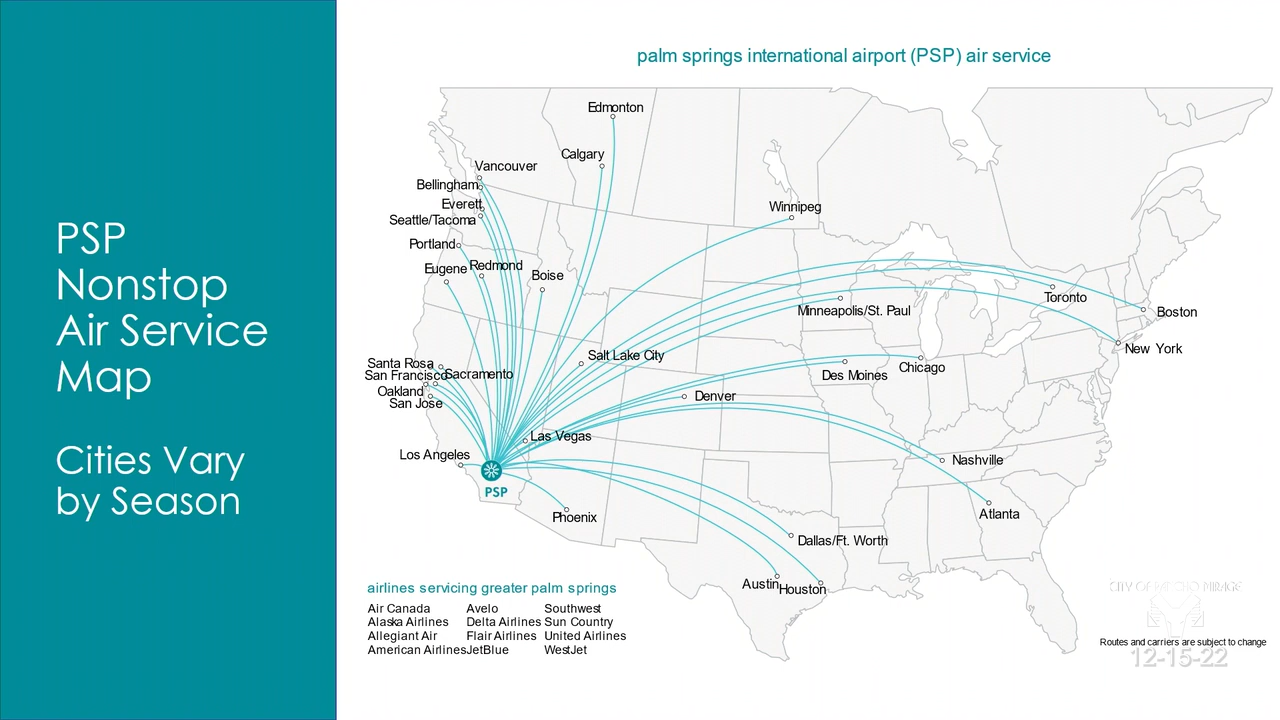 PSP
Nonstop
Air Service
Map
Cities Vary
by Season
palm springs international airport (PSP) air service
Edmonton
Calgary
Vancouver
Bellingham
Everett
Seattle/Tacoma
Winnipeg
Portland
Eugene
Redmond
Boise
Toronto
Minneapolis/St. Paul
Boston
New York
Salt Lake City
Santa Rosa
San Francisco
Sacramento
Oakland
San Jose
Des Moines
Chicago
Denver
Las Vegas
Los Angeles
Nashville
PSP
Phoenix
Atlanta
Dallas/Ft. Worth
Austin
Houston
airlines servicing greater palm springs
Air Canada Avelo Southwest
Alaska Airlines Delta Airlines Sun Country
Allegiant Air Flair Airlines United Airlines
American Airlines JetBlue WestJet
CITY OF RANCHO MIRAGE
Routes and carriers are subject to change
12-15-22